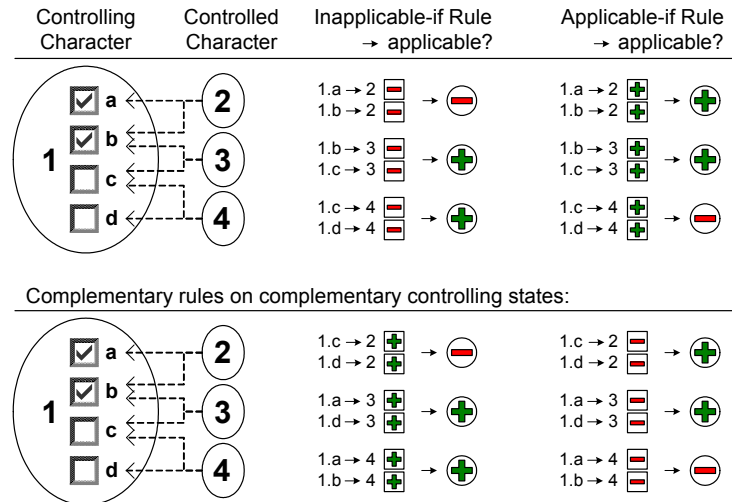 Controlling Character
Controlled Character
Inapplicable-if Rule → applicable?
Applicable-if Rule → applicable?
1
a
b
c
d
2
3
4
1.a → 2
1.b → 2
1.b → 3
1.c → 3
1.c → 4
1.d → 4
1.a → 2
1.b → 2
1.b → 3
1.c → 3
1.c → 4
1.d → 4
Complementary rules on complementary controlling states:
1
a
b
c
d
2
3
4
1.c → 2
1.d → 2
1.a → 3
1.d → 3
1.a → 4
1.b → 4
1.c → 2
1.d → 2
1.a → 3
1.d → 3
1.a → 4
1.b → 4